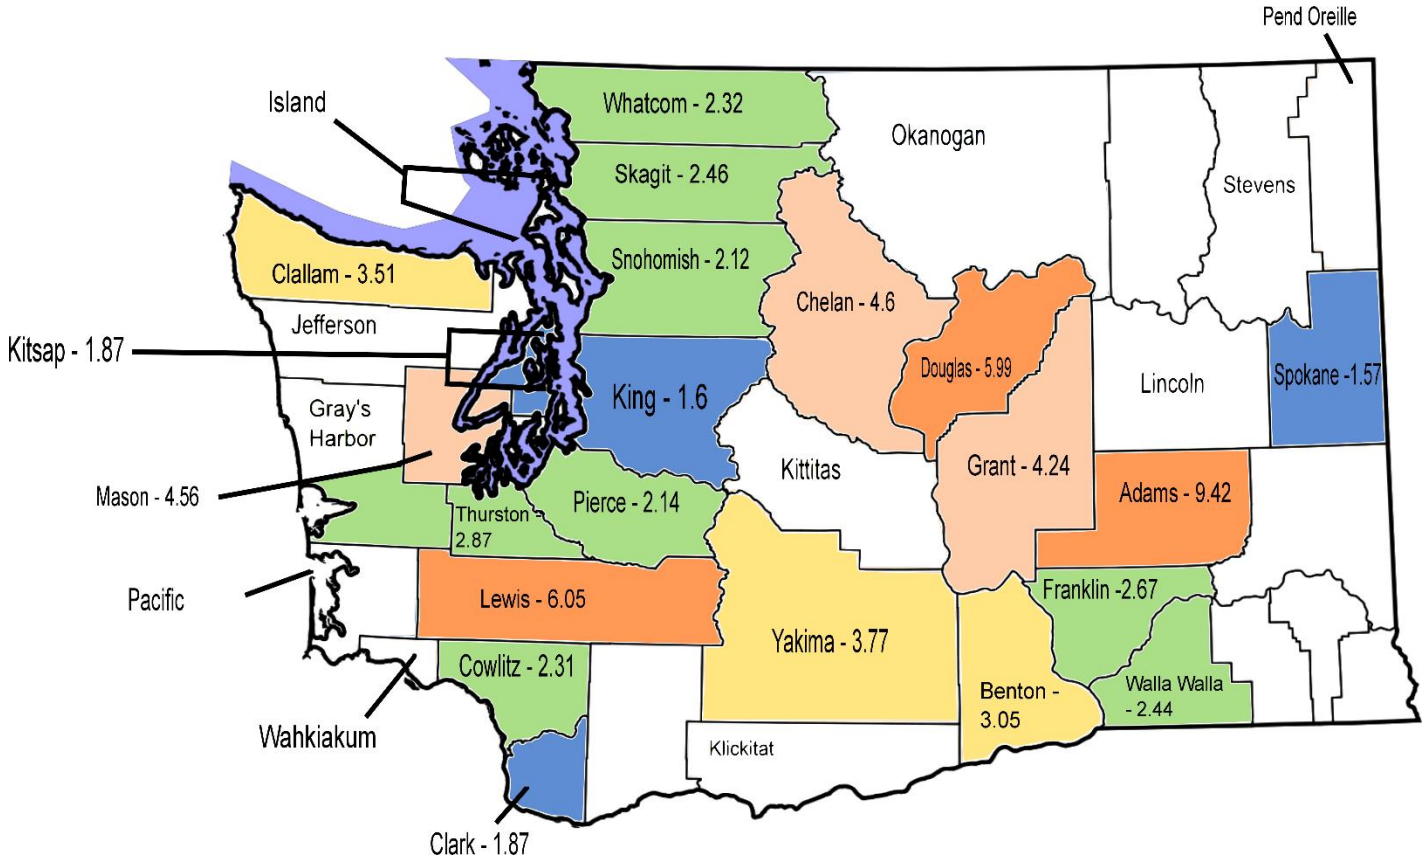 Pend Oreille
Island
Whatcom - 2.32
Okanogan
Skagit - 2.46
Stevens
Clallam - 3.51
Snohomish - 2.12
Chelan - 4.6
Jefferson
Kitsap - 1.87
Douglas - 5.99
Lincoln
Spokane -1.57
King - 1.6
Gray's
Harbor
Kittitas
Grant - 4.24
Mason - 4.56
Adams - 9.42
Pierce - 2.14
Thurston -
2.87
Pacific
Lewis - 6.05
Franklin -2.67
Yakima - 3.77
Cowlitz - 2.31
Benton -
3.05
Walla Walla
- 2.44
Wahkiakum
Klickitat
Clark - 1.87